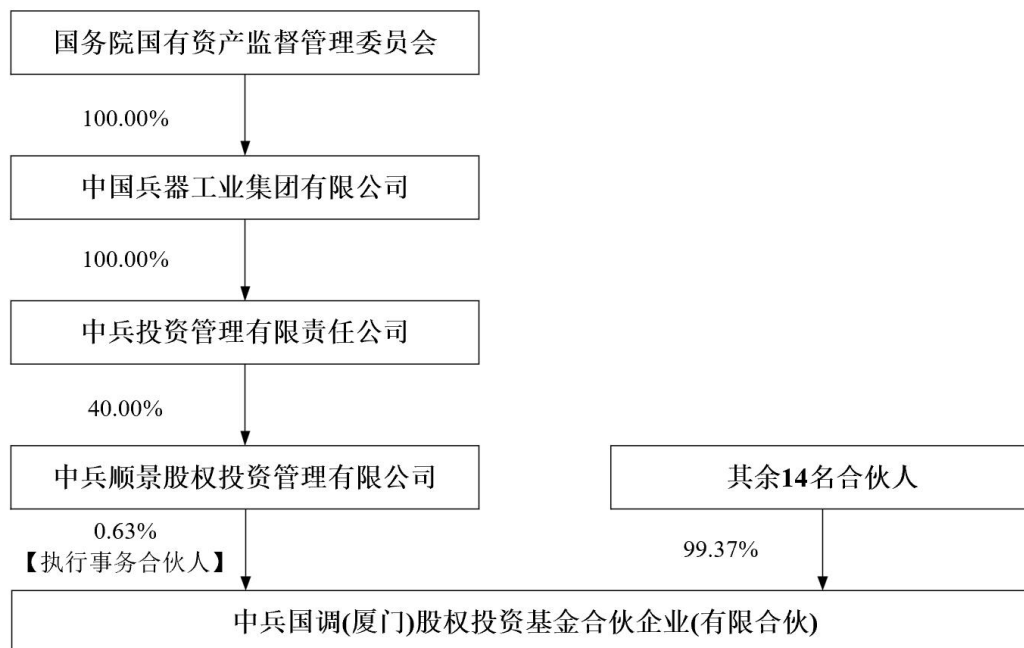 国务院国有资产监督管理委员会
100.00%
中国兵器工业集团有限公司
100.00%
中兵投资管理有限责任公司
40.00%
中兵顺景股权投资管理有限公司
其余14名合伙人
0.63%
【执行事务合伙人】
99.37%
中兵国调(厦门)股权投资基金合伙企业(有限合伙)